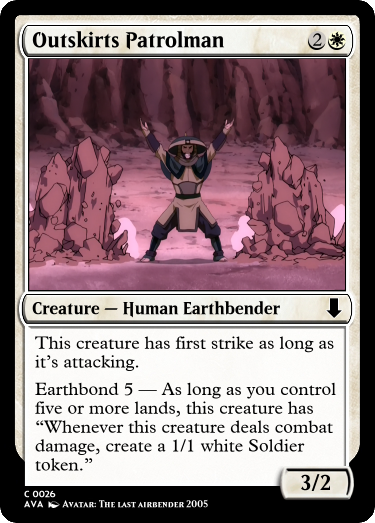 Outskirts Patrolman 2
Creature — Human Earthbender
This creature has first strike as long as
it's attacking.
Earthbond 5 — As long as you control
five or more lands, this creature has
“Whenever this creature deals combat
damage, create a 1/1 white Soldier
token.”
3/2
C 0026
AVA Avatar: The last airbender 2005